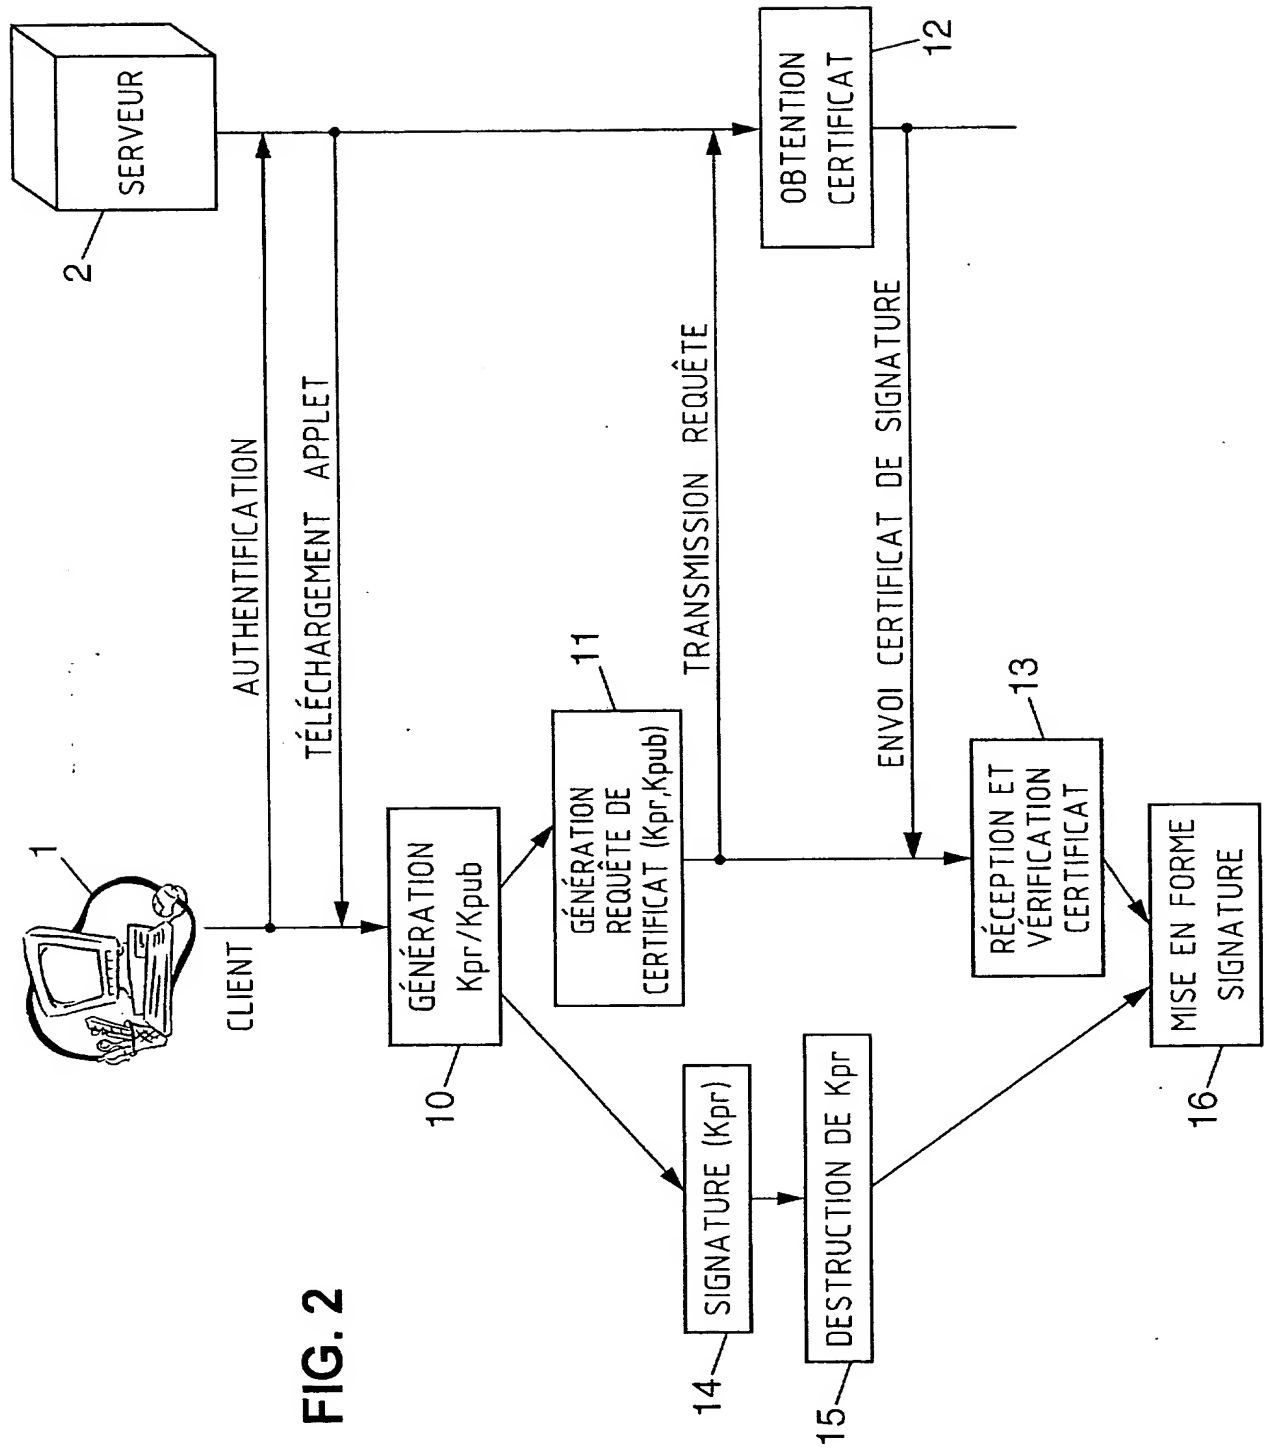 1
CLIENT
SERVEUR
2
AUTHENTIFICATION
TÉLÉCHARGEMENT APPLET
GÉNÉRATION
Kpr/Kpub
10
GÉNÉRATION
REQUÊTE DE
CERTIFICAT (Kpr,Kpub)
11
TRANSMISSION REQUÊTE
OBTENTION
CERTIFICAT
12
ENVOI CERTIFICAT DE SIGNATURE
RÉCEPTION ET
VÉRIFICATION
CERTIFICAT
13
SIGNATURE (Kpr)
14
DESTRUCTION DE Kpr
15
MISE EN FORME
SIGNATURE
16
FIG. 2